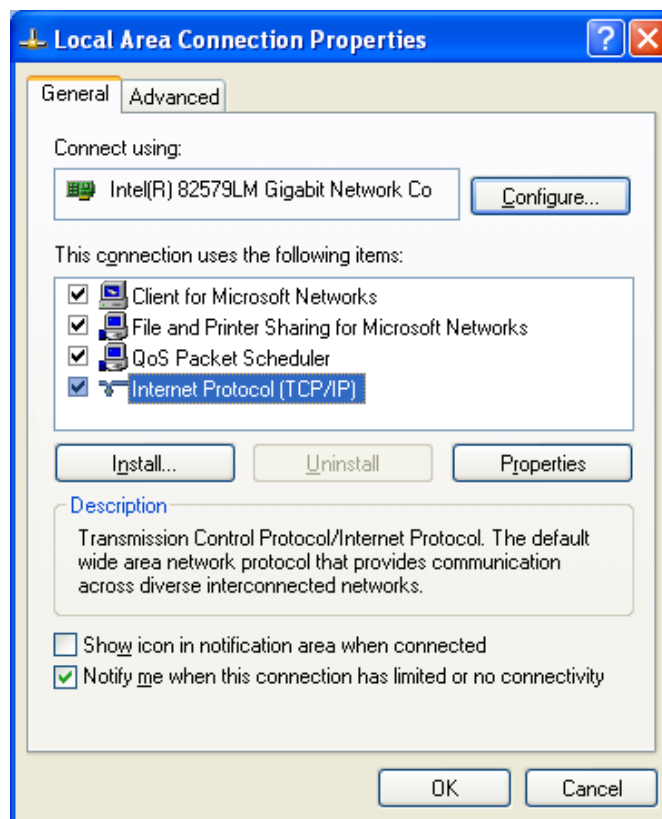 Local Area Connection Properties
General
Advanced
Connect using:
Intel(R) 82579LM Gigabit Network Co
Configure...
This connection uses the following items:
Client for Microsoft Networks
File and Printer Sharing for Microsoft Networks
QoS Packet Scheduler
Internet Protocol (TCP/IP)
Install...
Uninstall
Properties
Description
Transmission Control Protocol/Internet Protocol. The default
wide area network protocol that provides communication
across diverse interconnected networks.
Show icon in notification area when connected
Notify me when this connection has limited or no connectivity
OK
Cancel